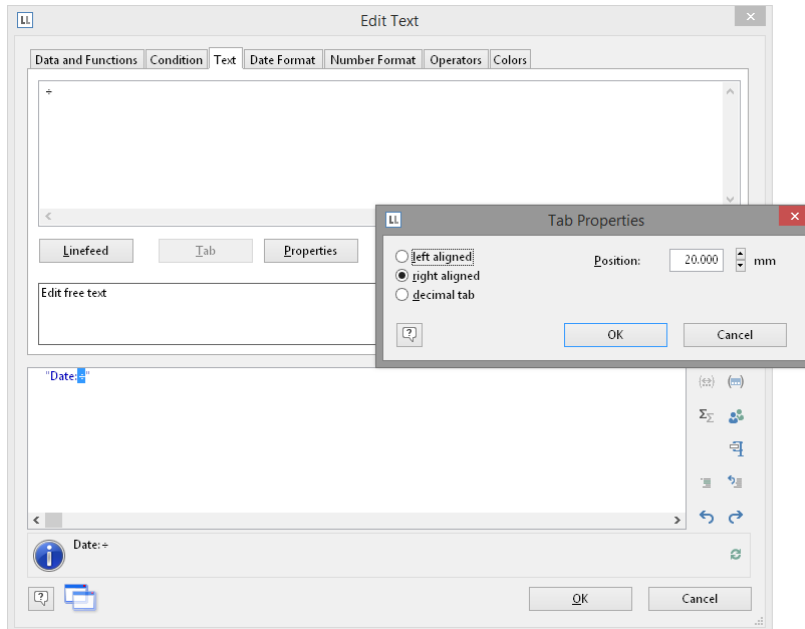 LL Edit Text
Data and Functions Condition Text Date Format Number Format Operators Colors
÷
LL Tab Properties
left aligned Position: 20.000 mm
right aligned
decimal tab
OK Cancel
Linefeed Tab Properties
Edit free text
"Date:÷"
Date:÷
OK Cancel